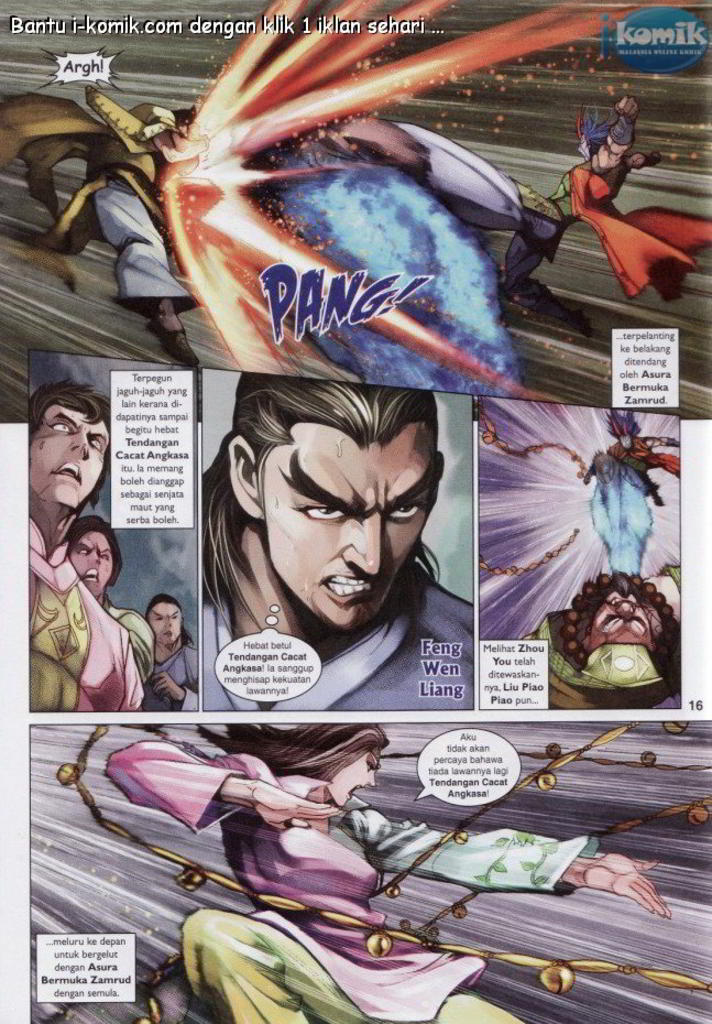 Bantu i-komik.com dengan klik 1 iklan sehari ...
ikomik
MALAYSIA ONLINE KOMIK
Argh!
PANG!
...terpelanting
ke belakang
ditendang
oleh Asura
Bermuka
Zamrud.
Terpegun
jaguh-jaguh yang
lain kerana di-
dapatinya sampai
begitu hebat
Tendangan
Cacat Angkasa
itu. Ia memang
boleh dianggap
sebagai senjata
maut yang
serba boleh.
Hebat betul
Tendangan Cacat
Angkasa! Ia sanggup
menghisap kekuatan
lawannya!
Feng
Wen
Liang
Melihat Zhou
You telah
ditewaskan-
nya, Liu Piao
Piao pun...
16
Aku
tidak akan
percaya bahawa
tiada lawannya lagi
Tendangan Cacat
Angkasa!
...meluru ke depan
untuk bergelut
dengan Asura
Bermuka Zamrud
dengan semula.